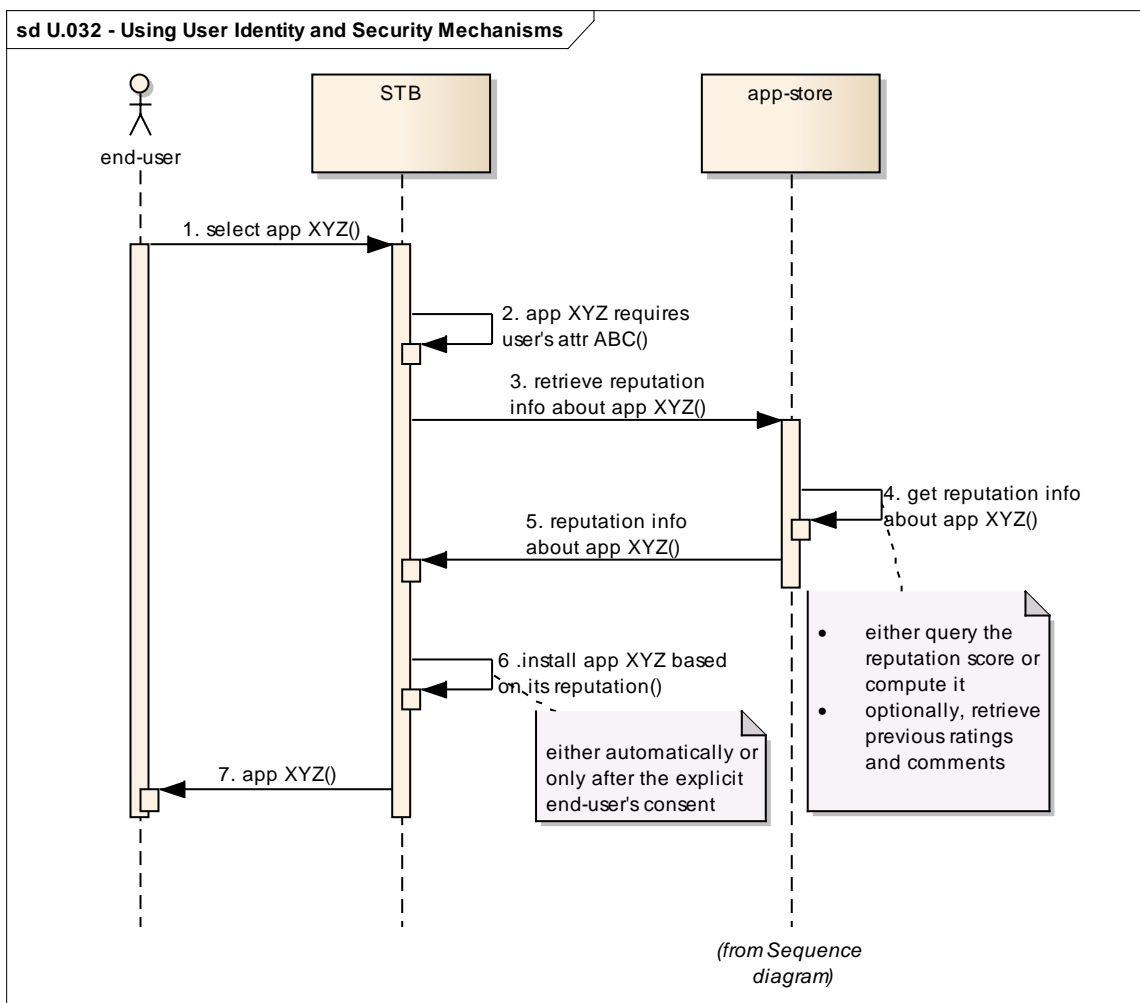 sd U.032 - Using User Identity and Security Mechanisms
end-user
STB
app-store
1. select app XYZ()
2. app XYZ requires
user's attr ABC()
3. retrieve reputation
info about app XYZ()
4. get reputation info
about app XYZ()
5. reputation info
about app XYZ()
• either query the
reputation score or
compute it
• optionally, retrieve
previous ratings
and comments
6 .install app XYZ based
on its reputation()
either automatically or
only after the explicit
end-user's consent
7. app XYZ()
(from Sequence
diagram)